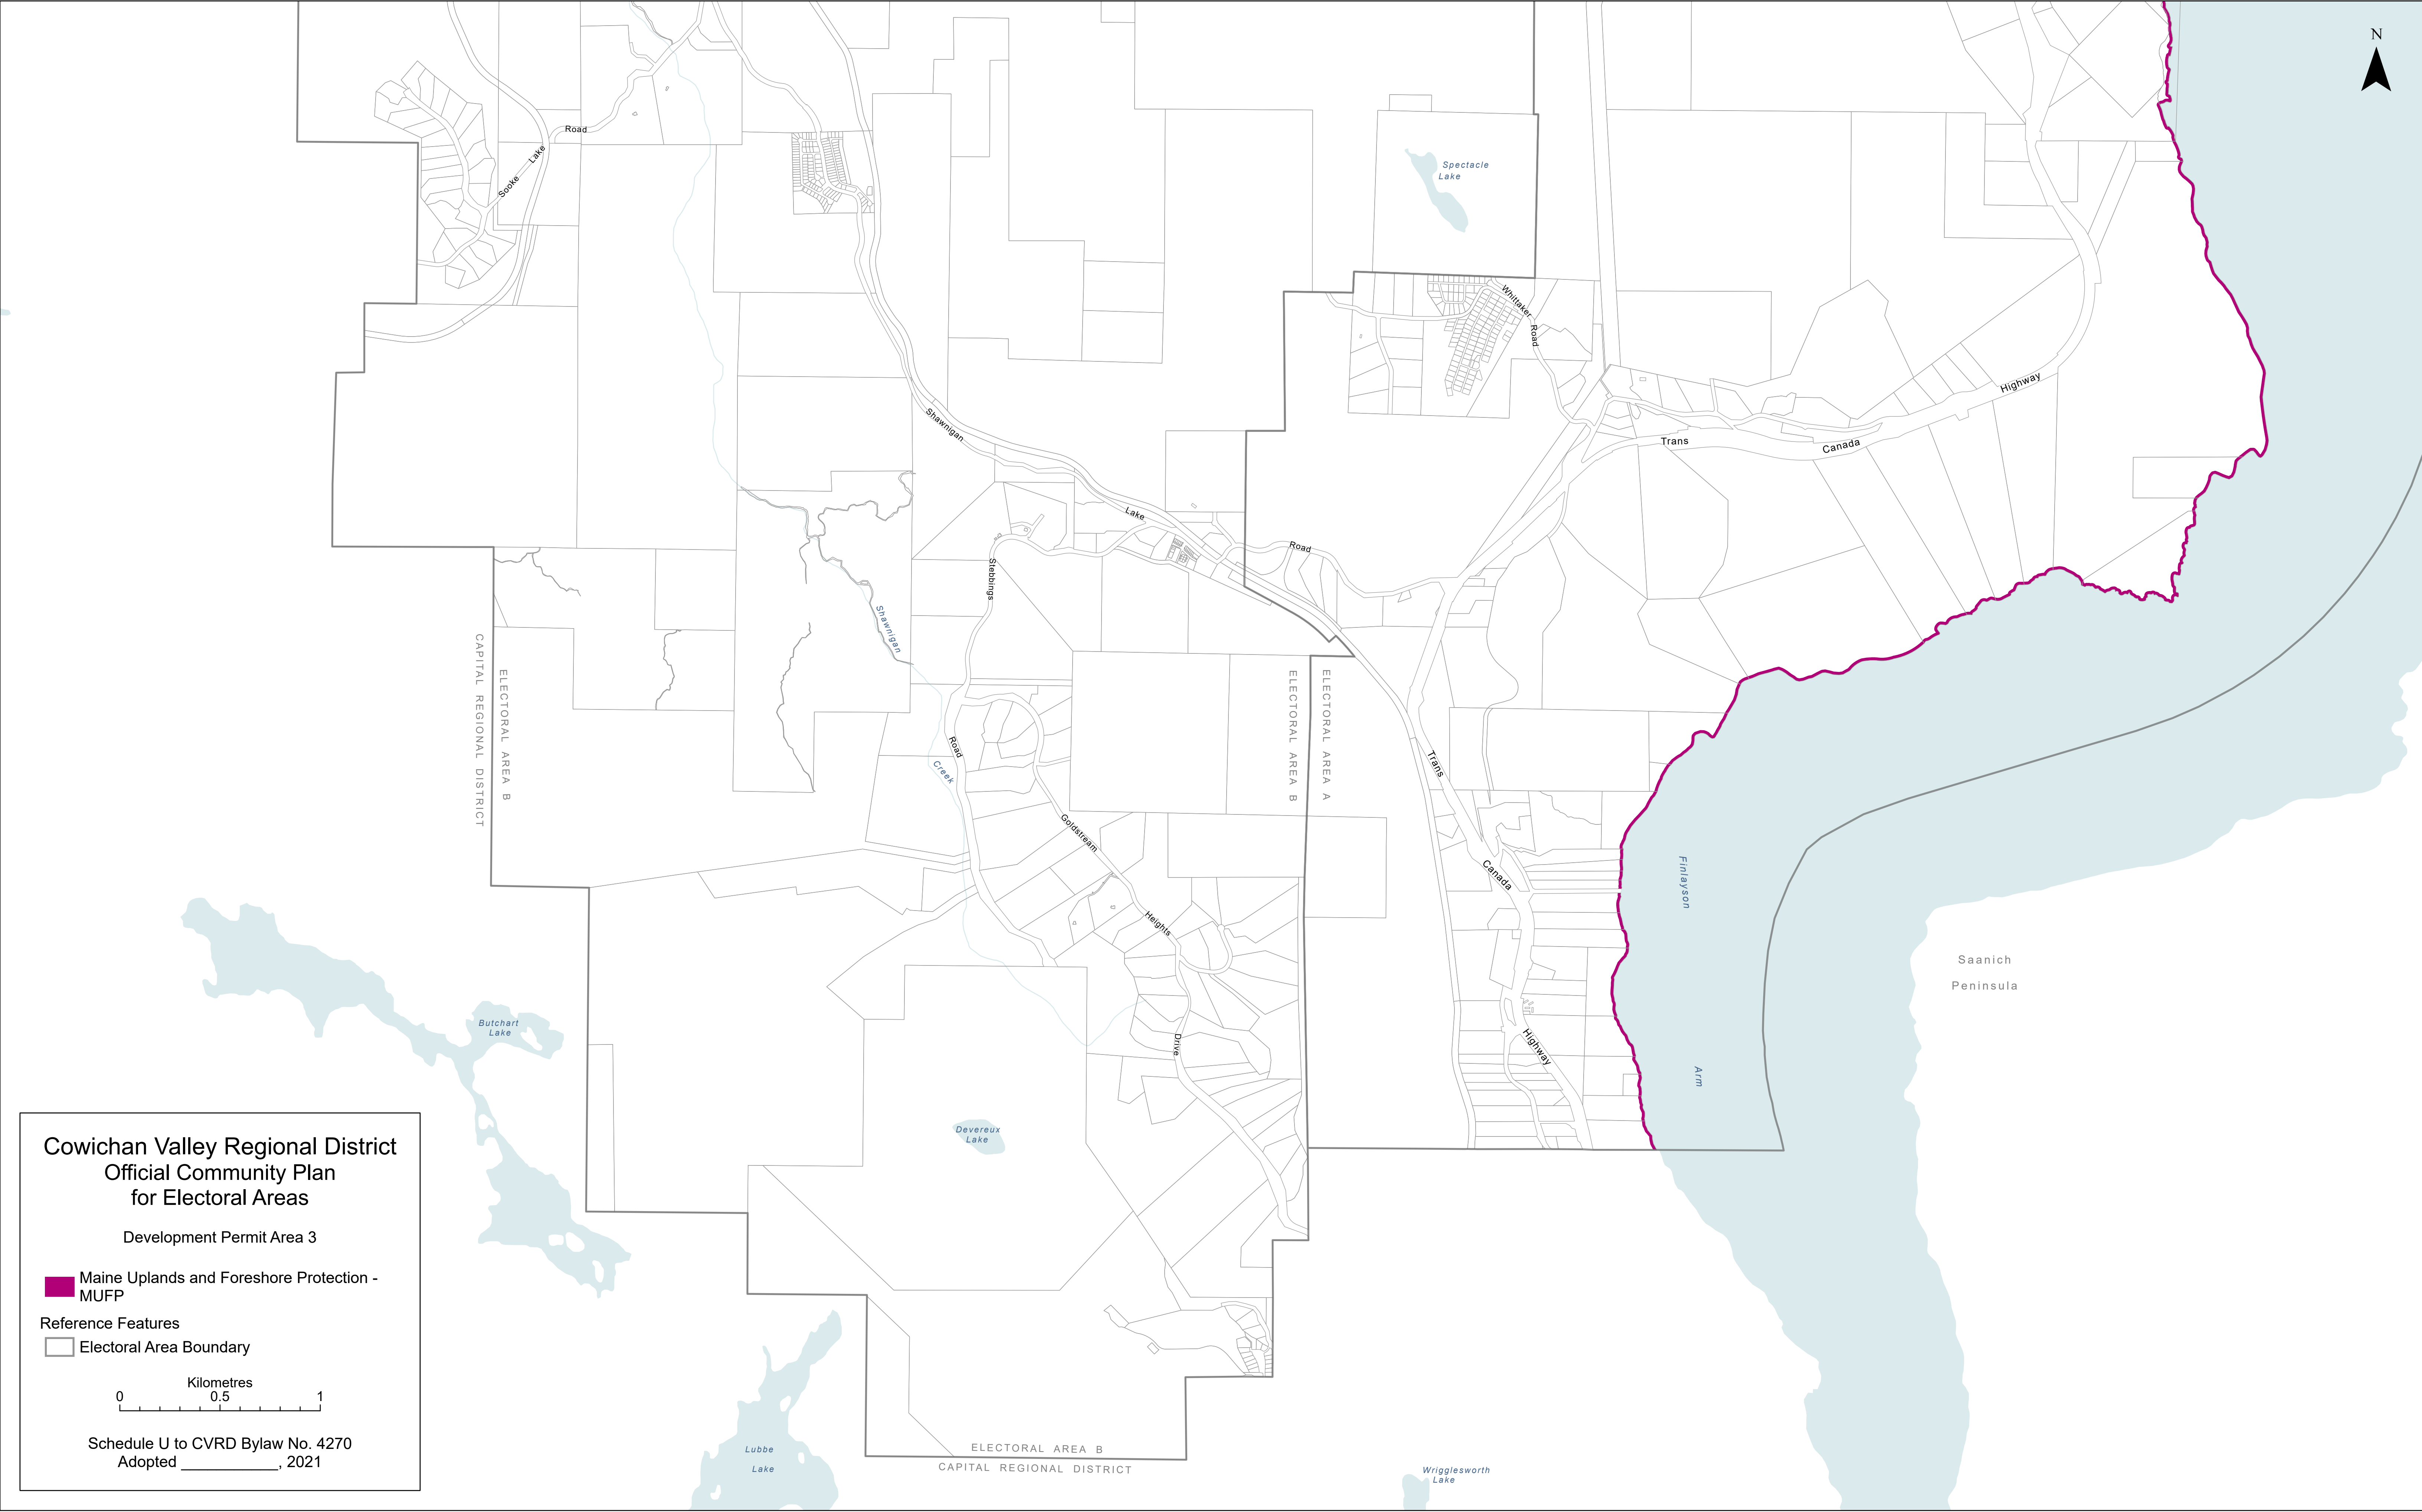 N
Road
Sooke Lake
Spectacle
Lake
Whittaker
Road
Highway
Shawnigan
Trans
Canada
Lake
Road
Stebbings
Shawnigan
CAPITAL REGIONAL DISTRICT
ELECTORAL AREA B
ELECTORAL AREA B
ELECTORAL AREA A
Road
Creek
Trans
Goldstream
Canada
Finlayson
Heights
Saanich
Peninsula
Butchart
Lake
Drive
Highway
Arm
Devereux
Lake
Cowichan Valley Regional District
Official Community Plan
for Electoral Areas
Development Permit Area 3
Maine Uplands and Foreshore Protection -
MUFP
Reference Features
Electoral Area Boundary
Kilometres
0 0.5 1
Schedule U to CVRD Bylaw No. 4270
Adopted ___________, 2021
Lubbe
Lake
ELECTORAL AREA B
CAPITAL REGIONAL DISTRICT
Wrigglesworth
Lake